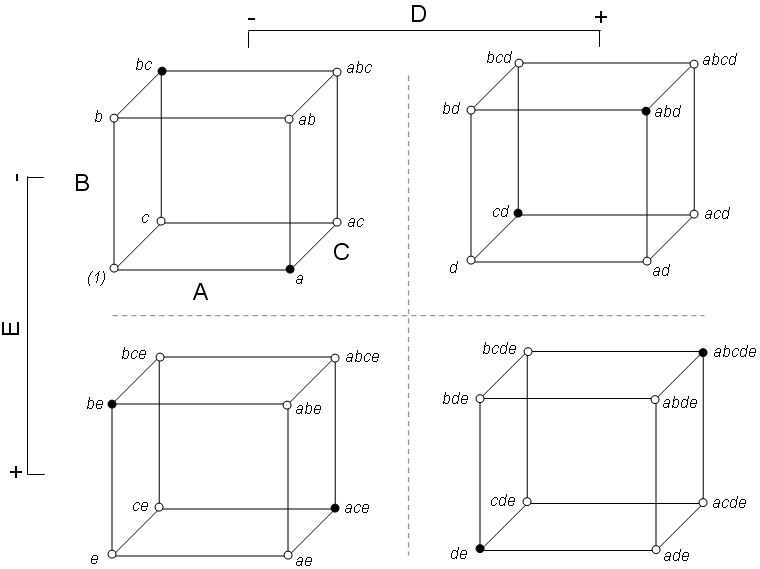 - D +
bc abc
b ab
c ac
(1) a
bcd abcd
bd abd
cd acd
d ad
-
B
C
A
E
+
bce abce
be abe
ce ace
e ae
bcde abcde
bde abde
cde acde
de ade